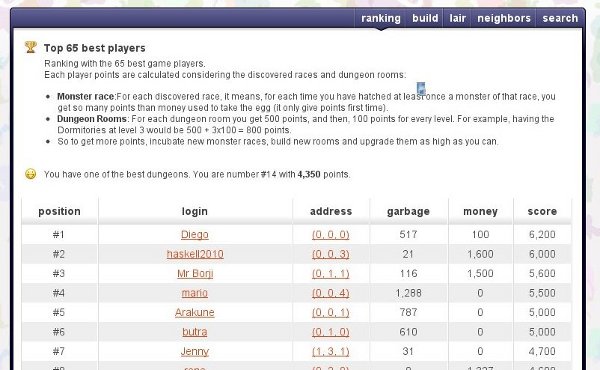 ranking build lair neighbors search
Top 65 best players
Ranking with the 65 best game players.
Each player points are calculated considering the discovered races and dungeon rooms:
Monster race:For each discovered race, it means, for each time you have hatched at least once a monster of that race, you
get so many points than money used to take the egg (it only give points first time).
Dungeon Rooms: For each dungeon room you get 500 points, and then, 100 points for every level. For example, having the
Dormitories at level 3 would be 500 + 3x100 = 800 points.
So to get more points, incubate new monster races, build new rooms and upgrade them as high as you can.
You have one of the best dungeons. You are number #14 with 4,350 points.
position login address garbage money score
#1 Diego (0, 0, 0) 517 100 6,200
#2 haskell2010 (0, 0, 3) 21 1,600 6,000
#3 Mr Borji (0, 1, 1) 116 1,500 5,600
#4 mario (0, 0, 4) 1,288 0 5,500
#5 Arakune (0, 0, 1) 787 0 5,000
#6 butra (0, 1, 0) 610 0 5,000
#7 Jenny (1, 3, 1) 31 0 4,700